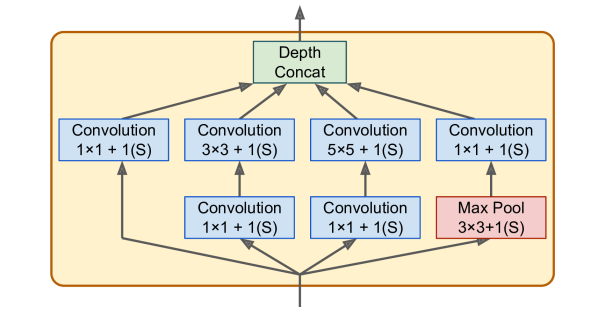 Depth
Concat
Convolution
1×1 + 1(S)
Convolution
3×3 + 1(S)
Convolution
5×5 + 1(S)
Convolution
1×1 + 1(S)
Convolution
1×1 + 1(S)
Convolution
1×1 + 1(S)
Max Pool
3×3+1(S)